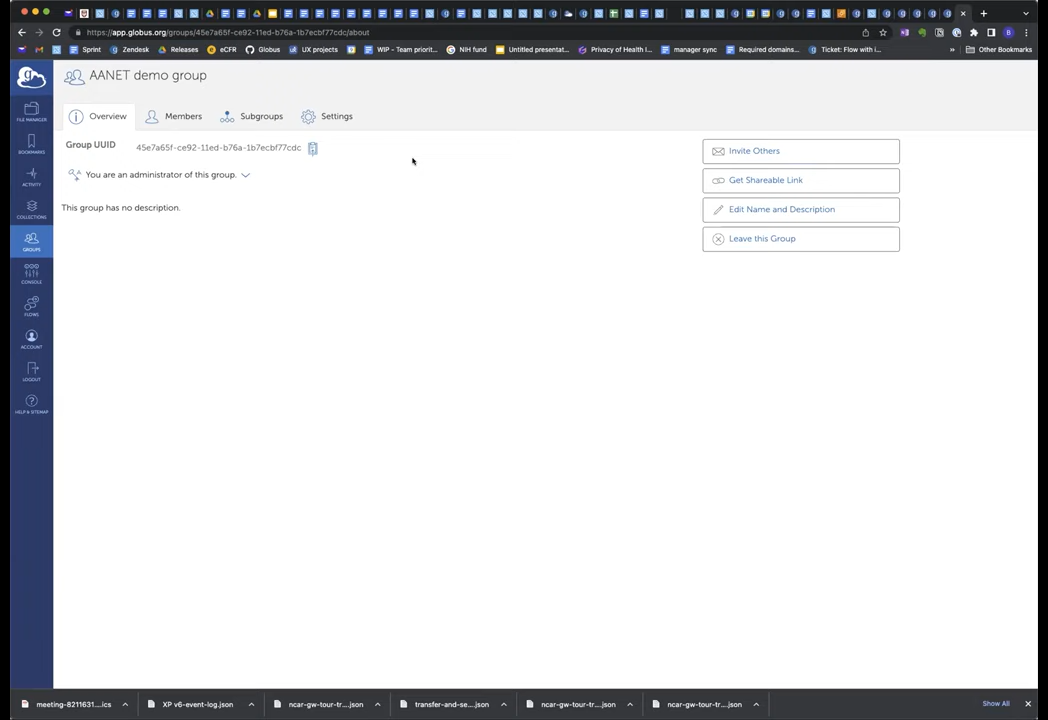 https://app.globus.org/groups/45e7a65f-ce92-11ed-b76a-1b7ecbf77cdc/about
Sprint Zendesk Releases eCFR Globus UX projects WIP - Team priorit... NIH fund Untitled presentat... Privacy of Health i... manager sync Required domains... Ticket: Flow with i... » Other Bookmarks
AANET demo group
FILE MANAGER
BOOKMARKS
ACTIVITY
COLLECTIONS
GROUPS
CONSOLE
FLOWS
ACCOUNT
LOGOUT
HELP & SITEMAP
Overview Members Subgroups Settings
Group UUID 45e7a65f-ce92-11ed-b76a-1b7ecbf77cdc
You are an administrator of this group.
This group has no description.
Invite Others
Get Shareable Link
Edit Name and Description
Leave this Group
meeting-8211631....ics XP v6-event-log.json ncar-gw-tour-tr....json transfer-and-se....json ncar-gw-tour-tr....json ncar-gw-tour-tr....json Show All